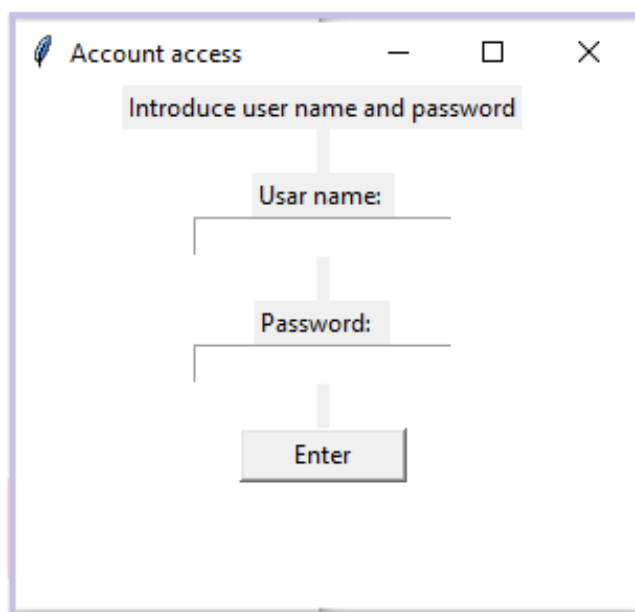 Account access
Introduce user name and password
Usar name:
Password:
Enter